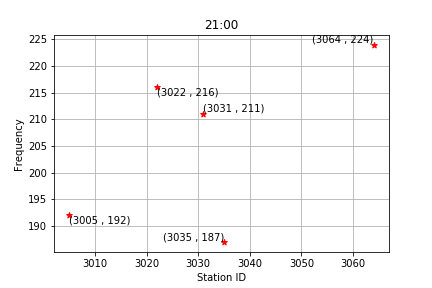 21:00
225
220
215
210
205
200
195
190
Frequency
(3064 , 224)
(3022 , 216)
(3031 , 211)
(3005 , 192)
(3035 , 187)
3010 3020 3030 3040 3050 3060
Station ID